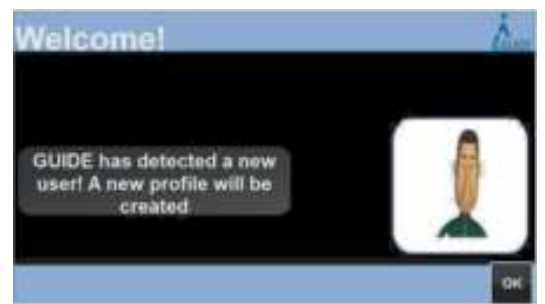 Welcome!
GUIDE has detected a new
user! A new profile will be
created
OK